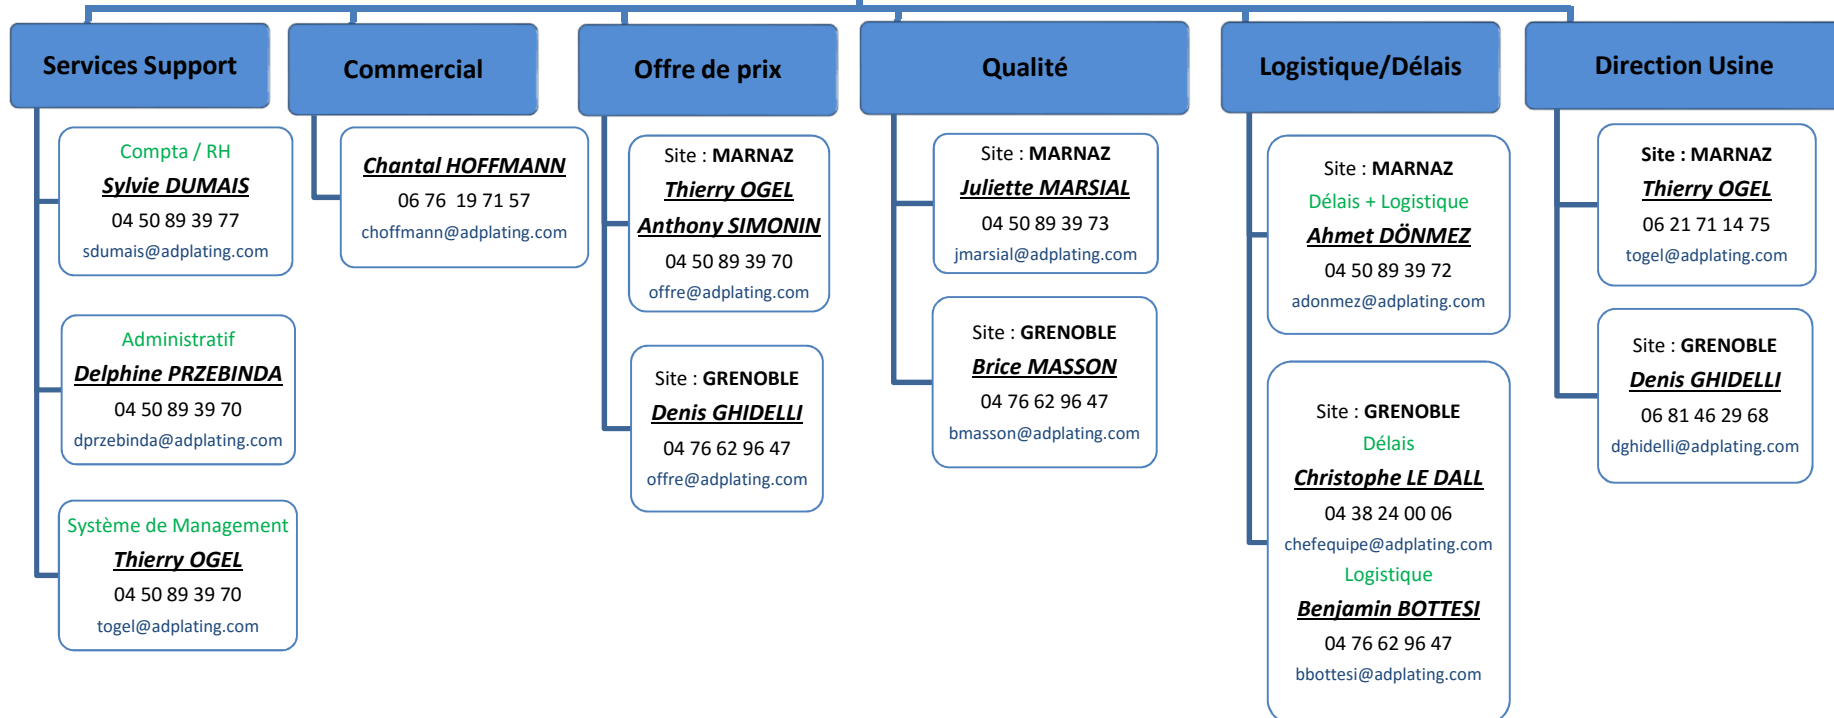 Services Support
Compta / RH
Sylvie DUMAIS
04 50 89 39 77
sdumais@adplating.com
Administratif
Delphine PRZEBINDA
04 50 89 39 70
dprzebinda@adplating.com
Système de Management
Thierry OGEL
04 50 89 39 70
togel@adplating.com
Commercial
Chantal HOFFMANN
06 76  19 71 57
choffmann@adplating.com
Offre de prix
Site : MARNAZ
Thierry OGEL
Anthony SIMONIN
04 50 89 39 70
offre@adplating.com
Site : GRENOBLE
Denis GHIDELLI
04 76 62 96 47
offre@adplating.com
Qualité
Site : MARNAZ
Juliette MARSIAL
04 50 89 39 73
jmarsial@adplating.com
Site : GRENOBLE
Brice MASSON
04 76 62 96 47
bmasson@adplating.com
Logistique/Délais
Site : MARNAZ
Délais + Logistique
Ahmet DÖNMEZ
04 50 89 39 72
adonmez@adplating.com
Site : GRENOBLE
Délais
Christophe LE DALL
04 38 24 00 06
chefequipe@adplating.com
Logistique
Benjamin BOTTESI
04 76 62 96 47
bbottesi@adplating.com
Direction Usine
Site : MARNAZ
Thierry OGEL
06 21 71 14 75
togel@adplating.com
Site : GRENOBLE
Denis GHIDELLI
06 81 46 29 68
dghidelli@adplating.com